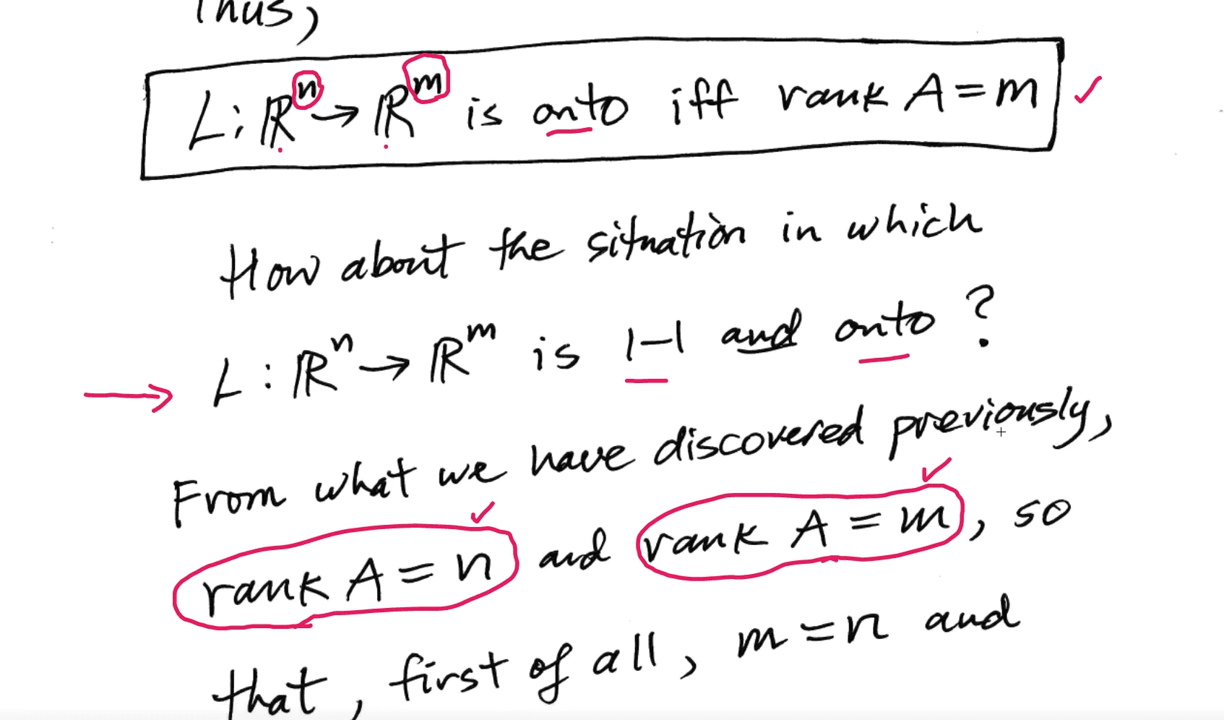 Thus,
L: ℝⁿ → ℝᵐ is onto iff rank A = m
How about the situation in which
L : ℝⁿ → ℝᵐ is 1-1 and onto ?
From what we have discovered previously,
rank A = n and rank A = m, so
that, first of all, m = n and